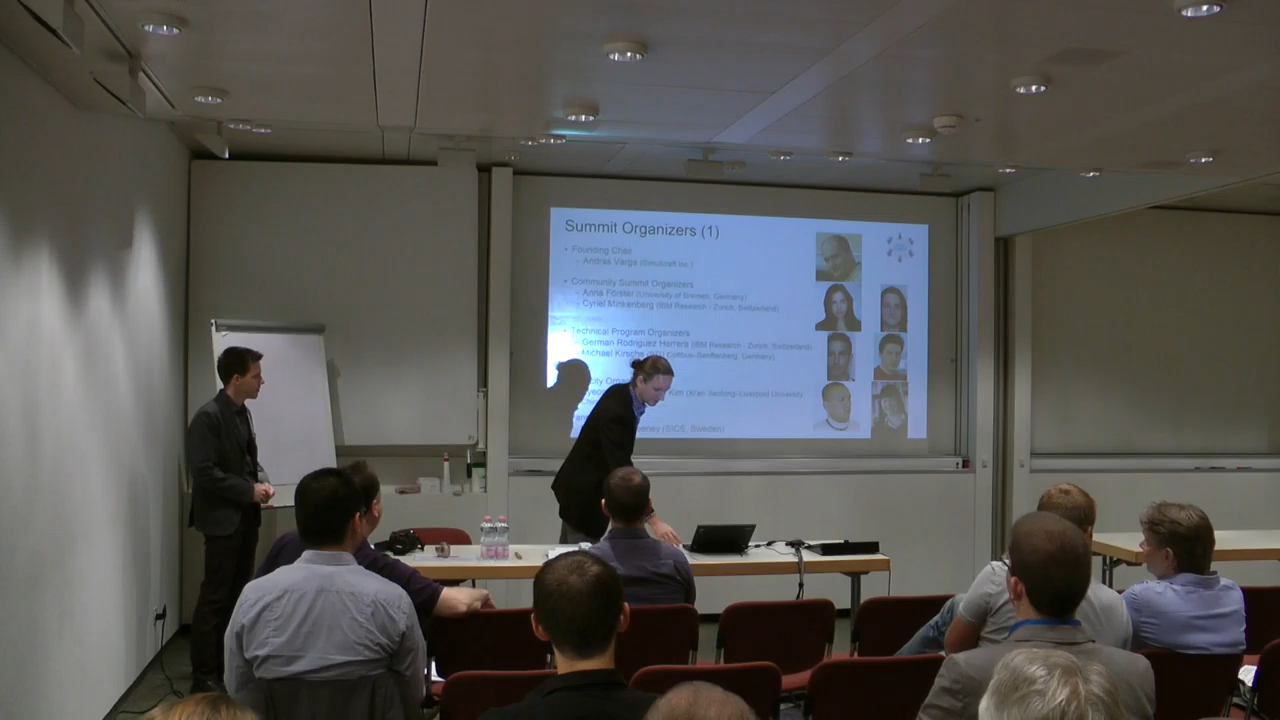 Summit Organizers (1)
• Founding Chair
- András Varga (Simulcraft Inc.)
• Community Summit Organizers
- Anna Förster (University of Bremen, Germany)
- Cyriel Minkenberg (IBM Research - Zurich, Switzerland)
• Technical Program Organizers
- German Rodriguez Herrera (IBM Research - Zurich, Switzerland)
- Michael Kirsche Cottbus-Senftenberg, Germany)
Kim (Xi'an Jiaotong-Liverpool University
(SICS, Sweden)